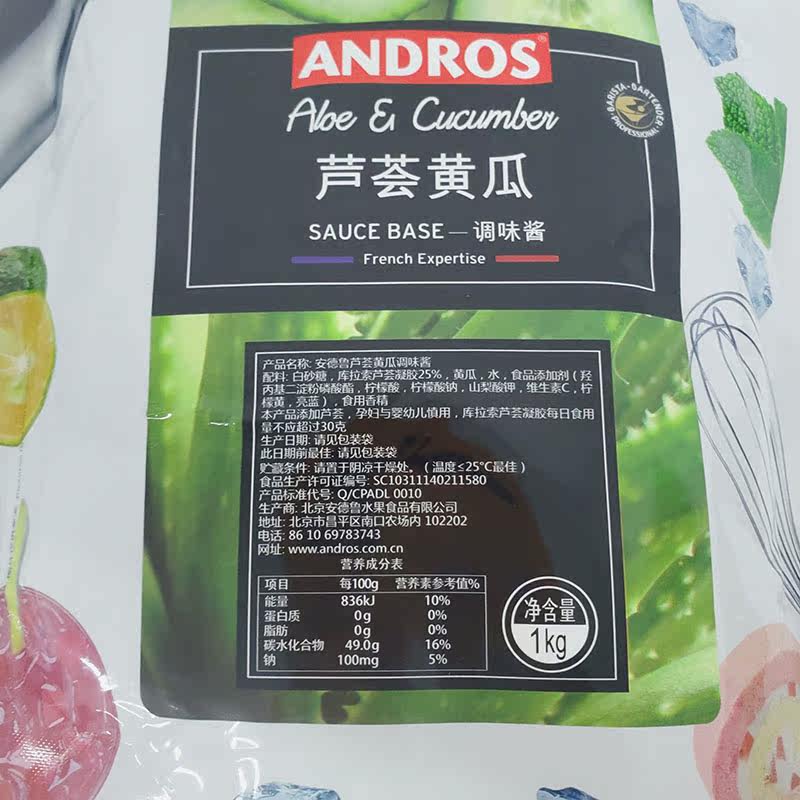 ANDROS
Aloe & Cucumber
BARISTA · BARTENDER · PROFESSIONAL ·
芦荟黄瓜
SAUCE BASE — 调味酱
French Expertise
产品名称: 安德鲁芦荟黄瓜调味酱
配料: 白砂糖，库拉索芦荟凝胶25%，黄瓜，水，食品添加剂（羟
丙基二淀粉磷酸酯，柠檬酸，柠檬酸钠，山梨酸钾，维生素C，柠
檬黄，亮蓝），食用香精
本产品添加芦荟，孕妇与婴幼儿慎用，库拉索芦荟凝胶每日食用
量不应超过30克
生产日期: 请见包装袋
此日期前最佳: 请见包装袋
贮藏条件: 请置于阴凉干燥处。（温度≤25°C最佳）
食品生产许可证编号: SC10311140211580
产品标准代号: Q/CPADL 0010
生产商: 北京安德鲁水果食品有限公司
地址: 北京市昌平区南口农场内 102202
电话: 86 10 69783743
网址: www.andros.com.cn
营养成分表
项目 每100g 营养素参考值%
能量 836kJ 10%
蛋白质 0g 0%
脂肪 0g 0%
碳水化合物 49.0g 16%
钠 100mg 5%
净含量
1kg